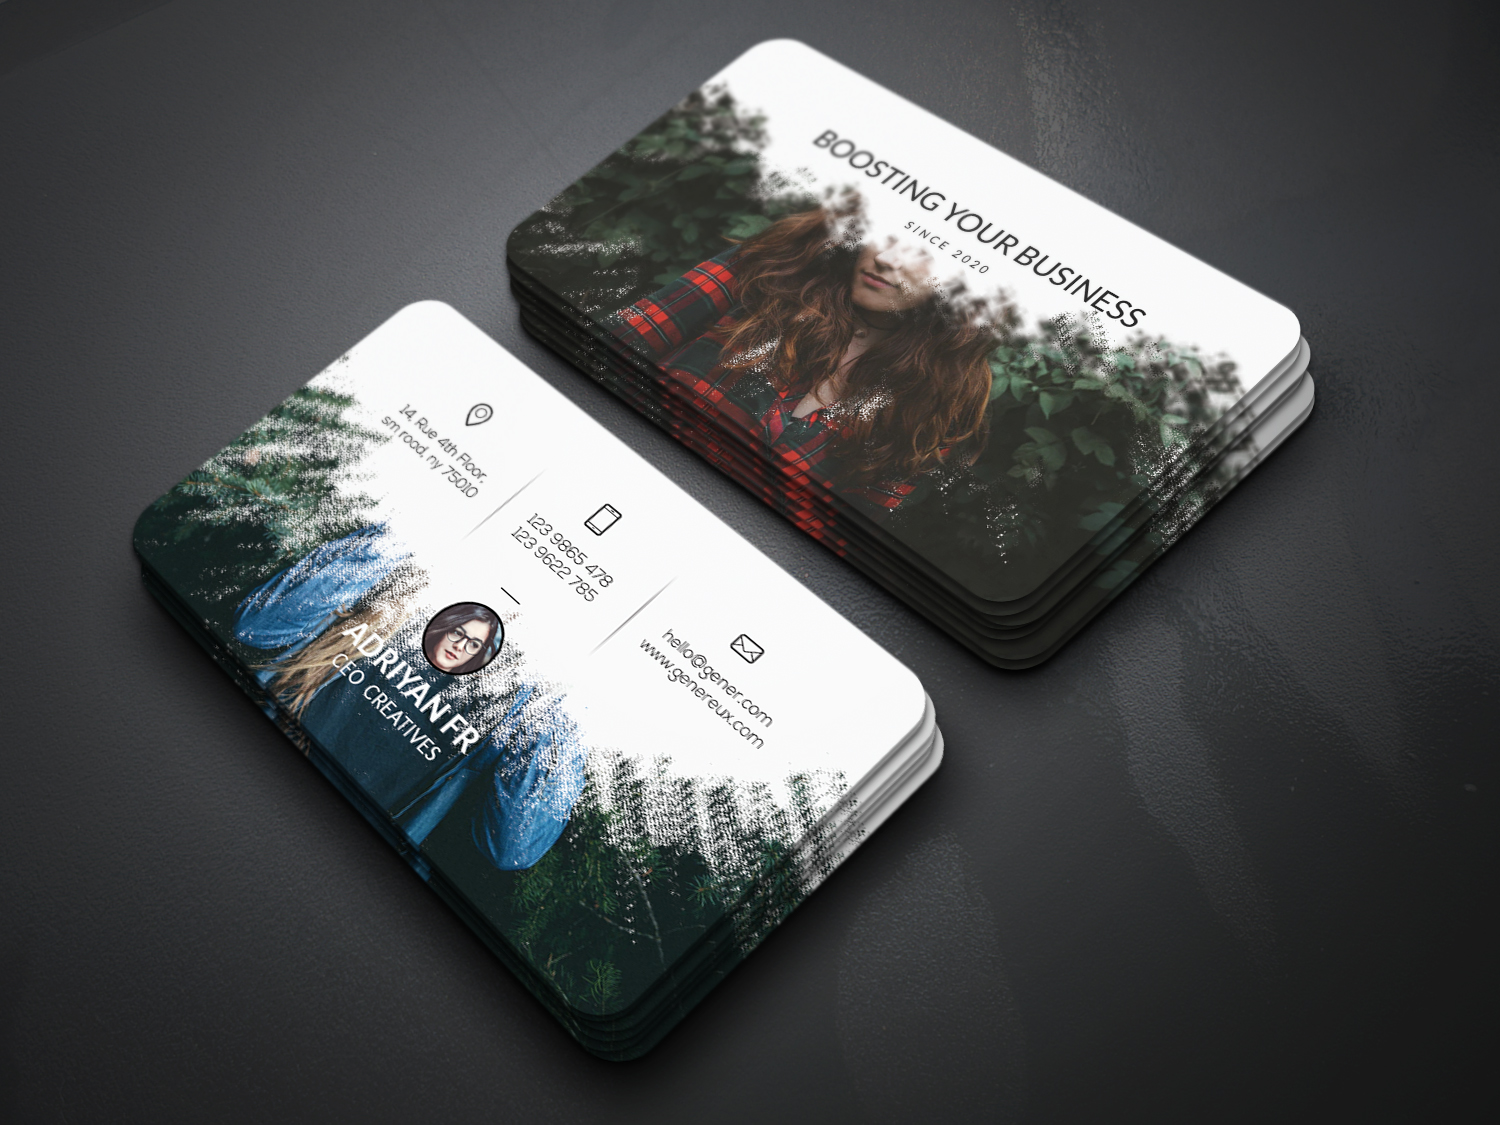 BOOSTING YOUR BUSINESS
SINCE 2020
14, Rue 4th Floor,
sm rood, ny 75010
123 9865 478
123 9622 785
hello@gener.com
www.genereux.com
ADRIYAN FR
CEO CREATIVES